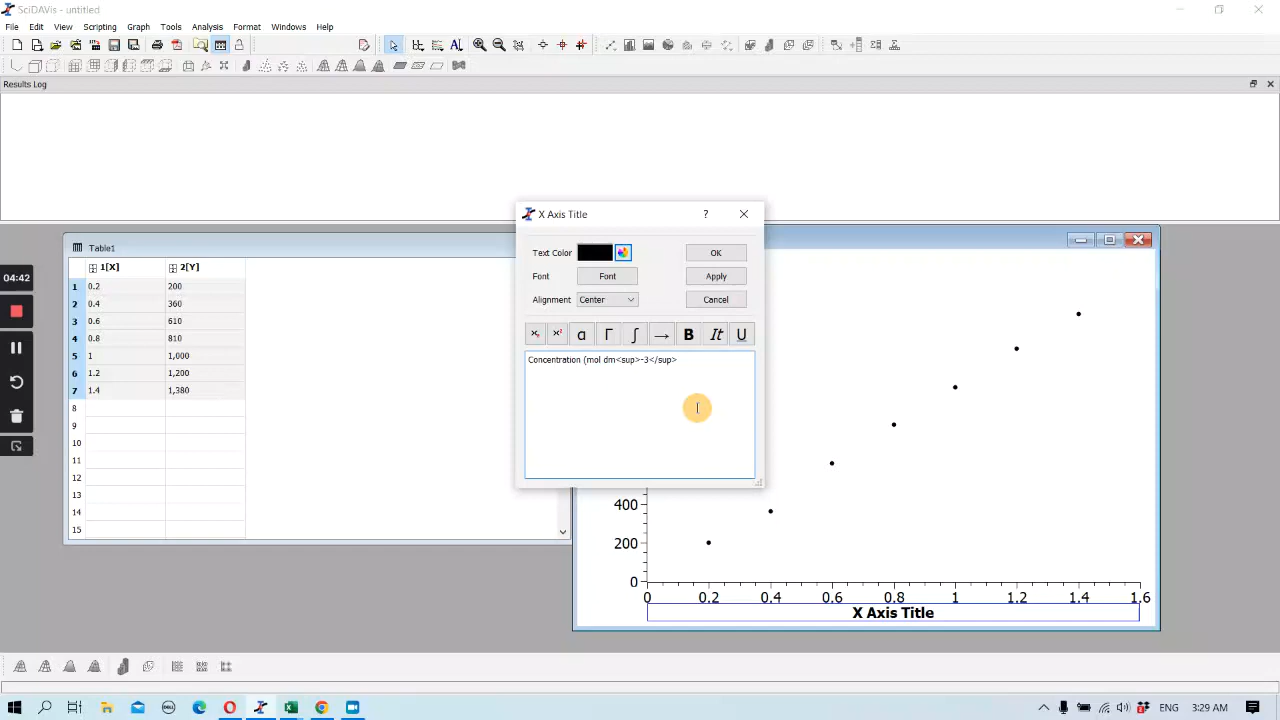 SciDAVis - untitled
File Edit View Scripting Graph Tools Analysis Format Windows Help
Results Log
X Axis Title ?
Text Color OK
Font Font Apply
Alignment Center Cancel
α Γ ∫ → B It U
Concentration (mol dm<sup>-3</sup>
Table1
1[X] 2[Y]
1 0.2 200
2 0.4 360
3 0.6 610
4 0.8 810
5 1 1,000
6 1.2 1,200
7 1.4 1,380
8
9
10
11
12
13
14
15
04:42
400
200
0
0 0.2 0.4 0.6 0.8 1 1.2 1.4 1.6
X Axis Title
ENG 3:29 AM